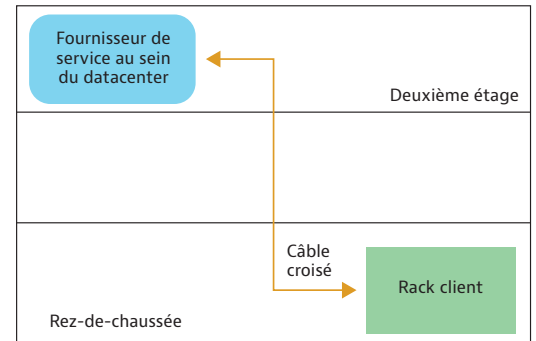 Fournisseur de
service au sein
du datacenter
Deuxième étage
Câble
croisé
Rack client
Rez-de-chaussée